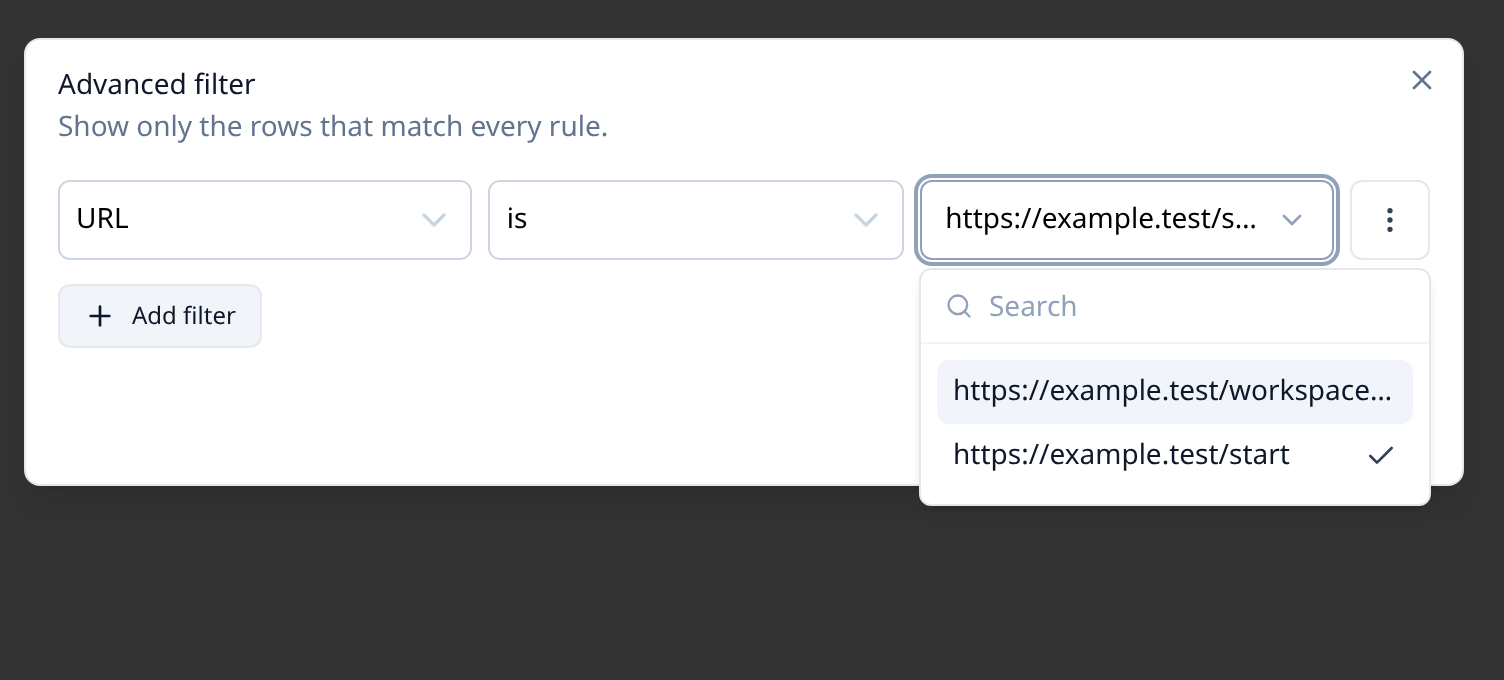 Advanced filter
Show only the rows that match every rule.
URL
is
https://example.test/s...
Add filter
Search
https://example.test/workspace...
https://example.test/start